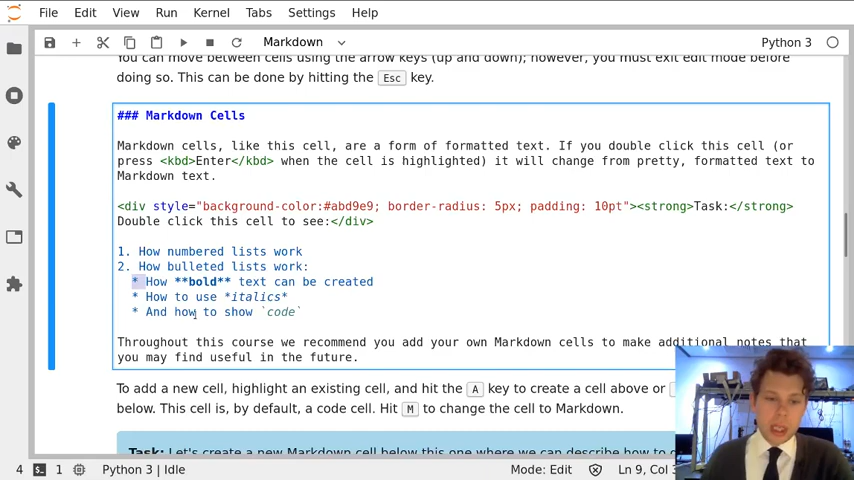 File Edit View Run Kernel Tabs Settings Help
Markdown Python 3
You can move between cells using the arrow keys (up and down); however, you must exit edit mode before
doing so. This can be done by hitting the Esc key.
### Markdown Cells
Markdown cells, like this cell, are a form of formatted text. If you double click this cell (or
press <kbd>Enter</kbd> when the cell is highlighted) it will change from pretty, formatted text to
Markdown text.
<div style="background-color:#abd9e9; border-radius: 5px; padding: 10pt"><strong>Task:</strong>
Double click this cell to see:</div>
1. How numbered lists work
2. How bulleted lists work:
* How **bold** text can be created
* How to use *italics*
* And how to show `code`
Throughout this course we recommend you add your own Markdown cells to make additional notes that
you may find useful in the future.
To add a new cell, highlight an existing cell, and hit the A key to create a cell above or
below. This cell is, by default, a code cell. Hit M to change the cell to Markdown.
Task: Let's create a new Markdown cell below this one where we can describe how to
4 1 Python 3 | Idle Mode: Edit Ln 9, Col